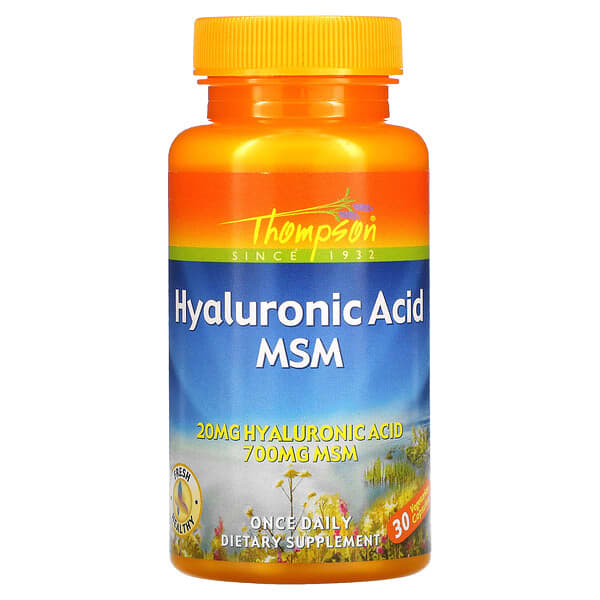 Thompson®
SINCE 1932
Hyaluronic Acid
MSM
20MG HYALURONIC ACID
700MG MSM
FRESH
HEALTHY
ONCE DAILY
DIETARY SUPPLEMENT
30